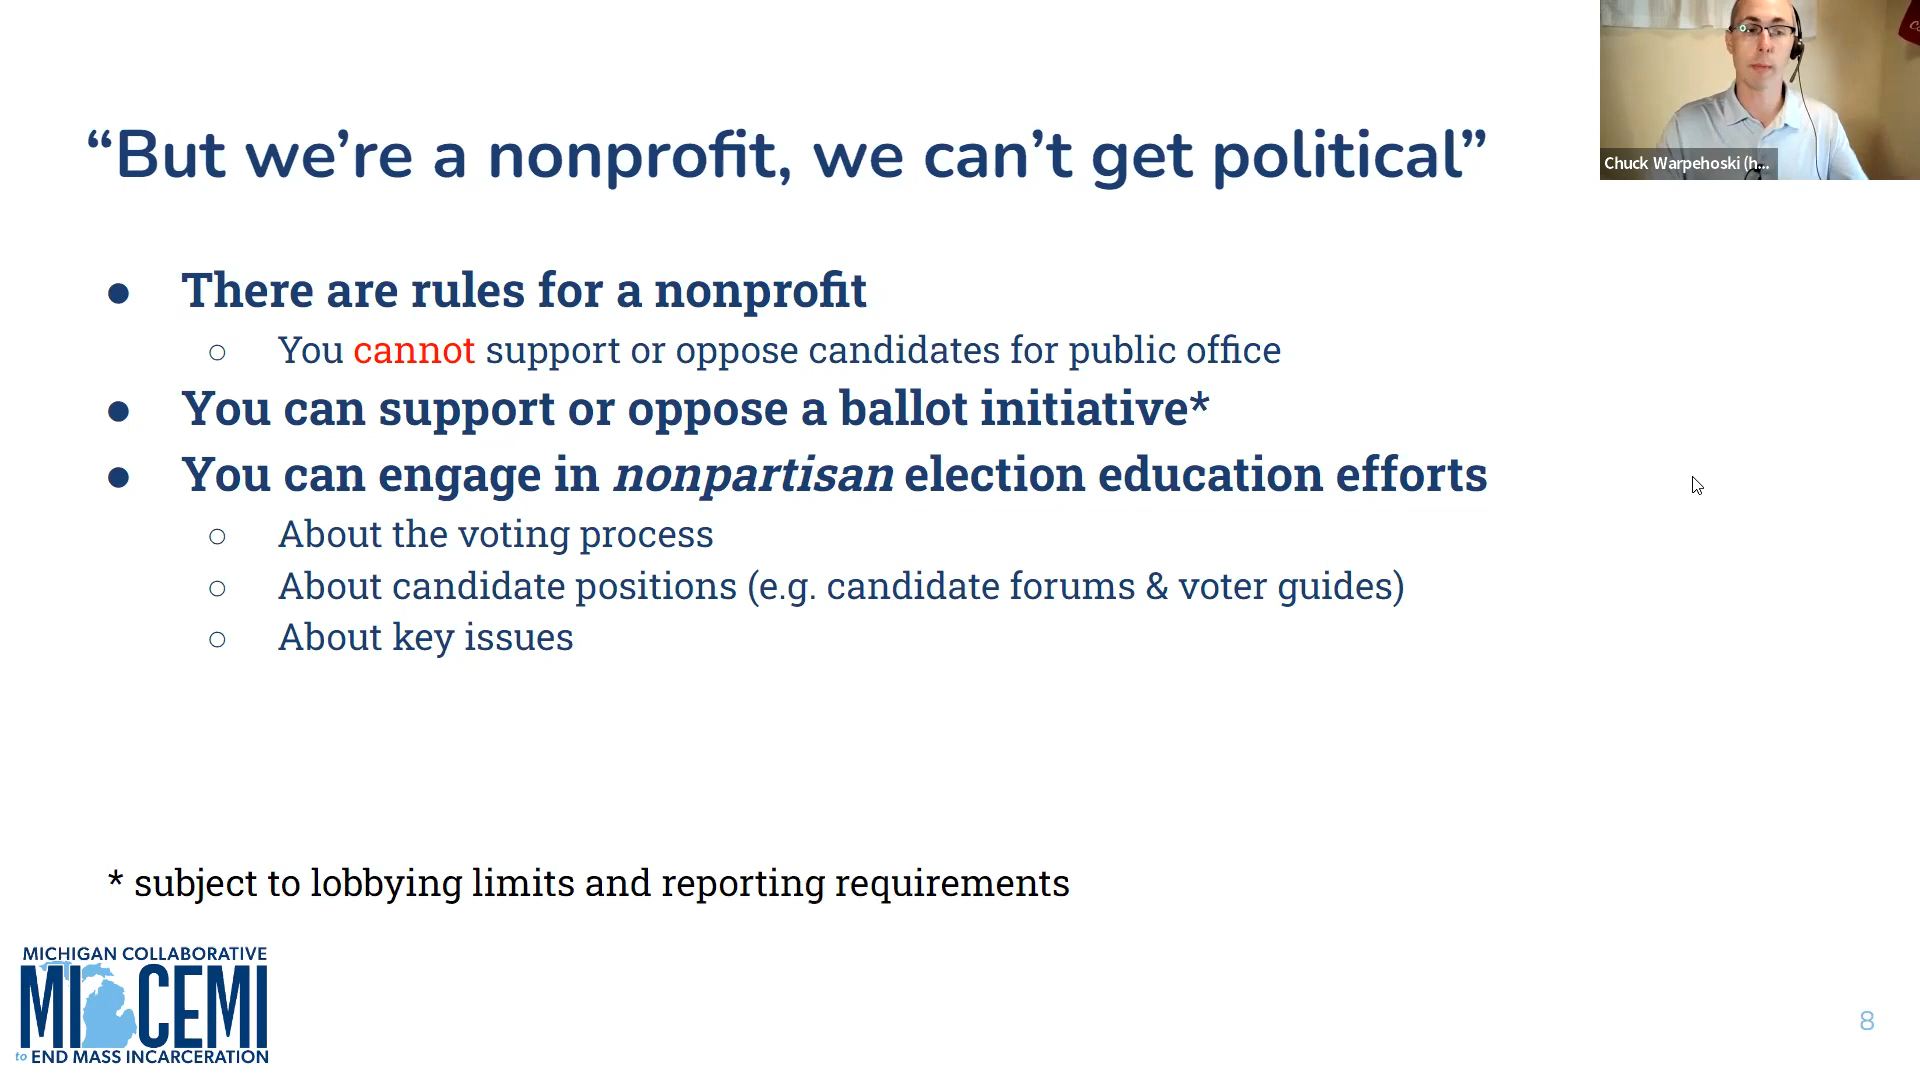 “But we’re a nonprofit, we can’t get political”
Chuck Warpehoski (h...
● There are rules for a nonprofit
○ You cannot support or oppose candidates for public office
● You can support or oppose a ballot initiative*
● You can engage in nonpartisan election education efforts
○ About the voting process
○ About candidate positions (e.g. candidate forums & voter guides)
○ About key issues
* subject to lobbying limits and reporting requirements
MICHIGAN COLLABORATIVE
MI CEMI
to END MASS INCARCERATION
8